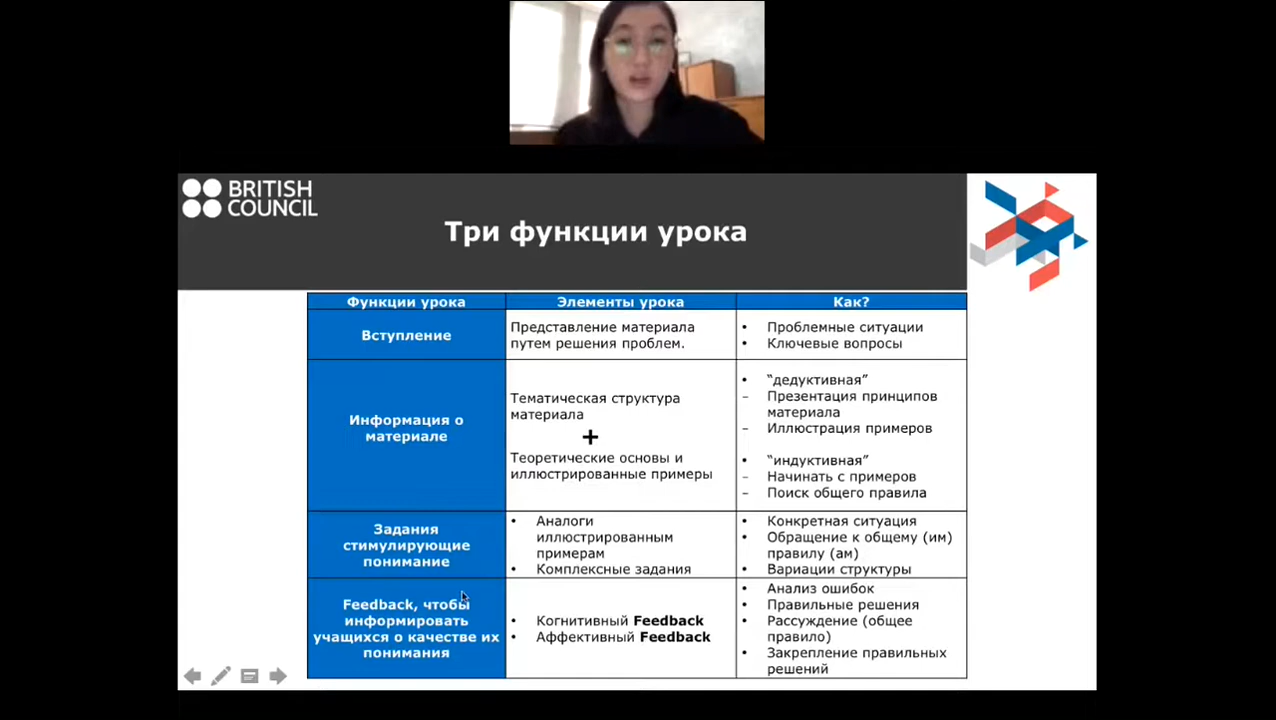 BRITISH
COUNCIL
Три функции урока
Функции урока
Элементы урока
Как?
Вступление
Представление материала
путем решения проблем.
• Проблемные ситуации
• Ключевые вопросы
Информация о
материале
Тематическая структура
материала
+
Теоретические основы и
иллюстрированные примеры
• “дедуктивная”
– Презентация принципов
материала
– Иллюстрация примеров
• “индуктивная”
– Начинать с примеров
– Поиск общего правила
Задания
стимулирующие
понимание
• Аналоги
иллюстрированным
примерам
• Комплексные задания
• Конкретная ситуация
• Обращение к общему (им)
правилу (ам)
• Вариации структуры
Feedback, чтобы
информировать
учащихся о качестве их
понимания
• Когнитивный Feedback
• Аффективный Feedback
• Анализ ошибок
• Правильные решения
• Рассуждение (общее
правило)
• Закрепление правильных
решений